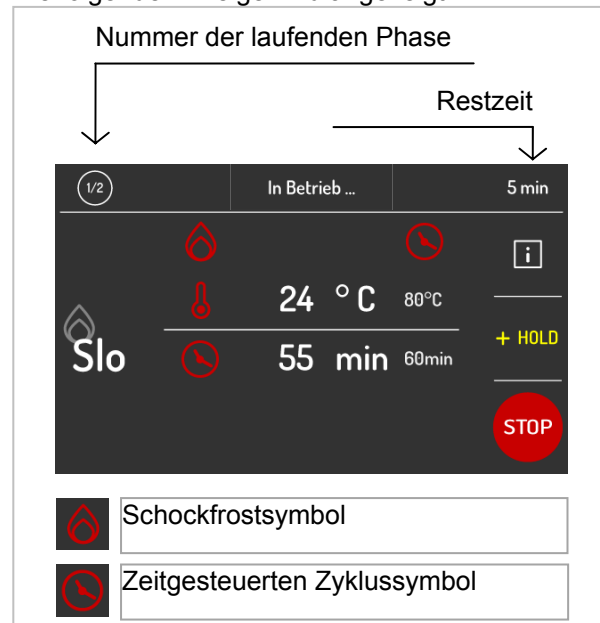 Nummer der laufenden Phase
Restzeit
1/2
In Betrieb ...
5 min
i
24 °C 80°C
+ HOLD
Slo
55 min 60min
STOP
Schockfrostsymbol
Zeitgesteuerten Zyklussymbol